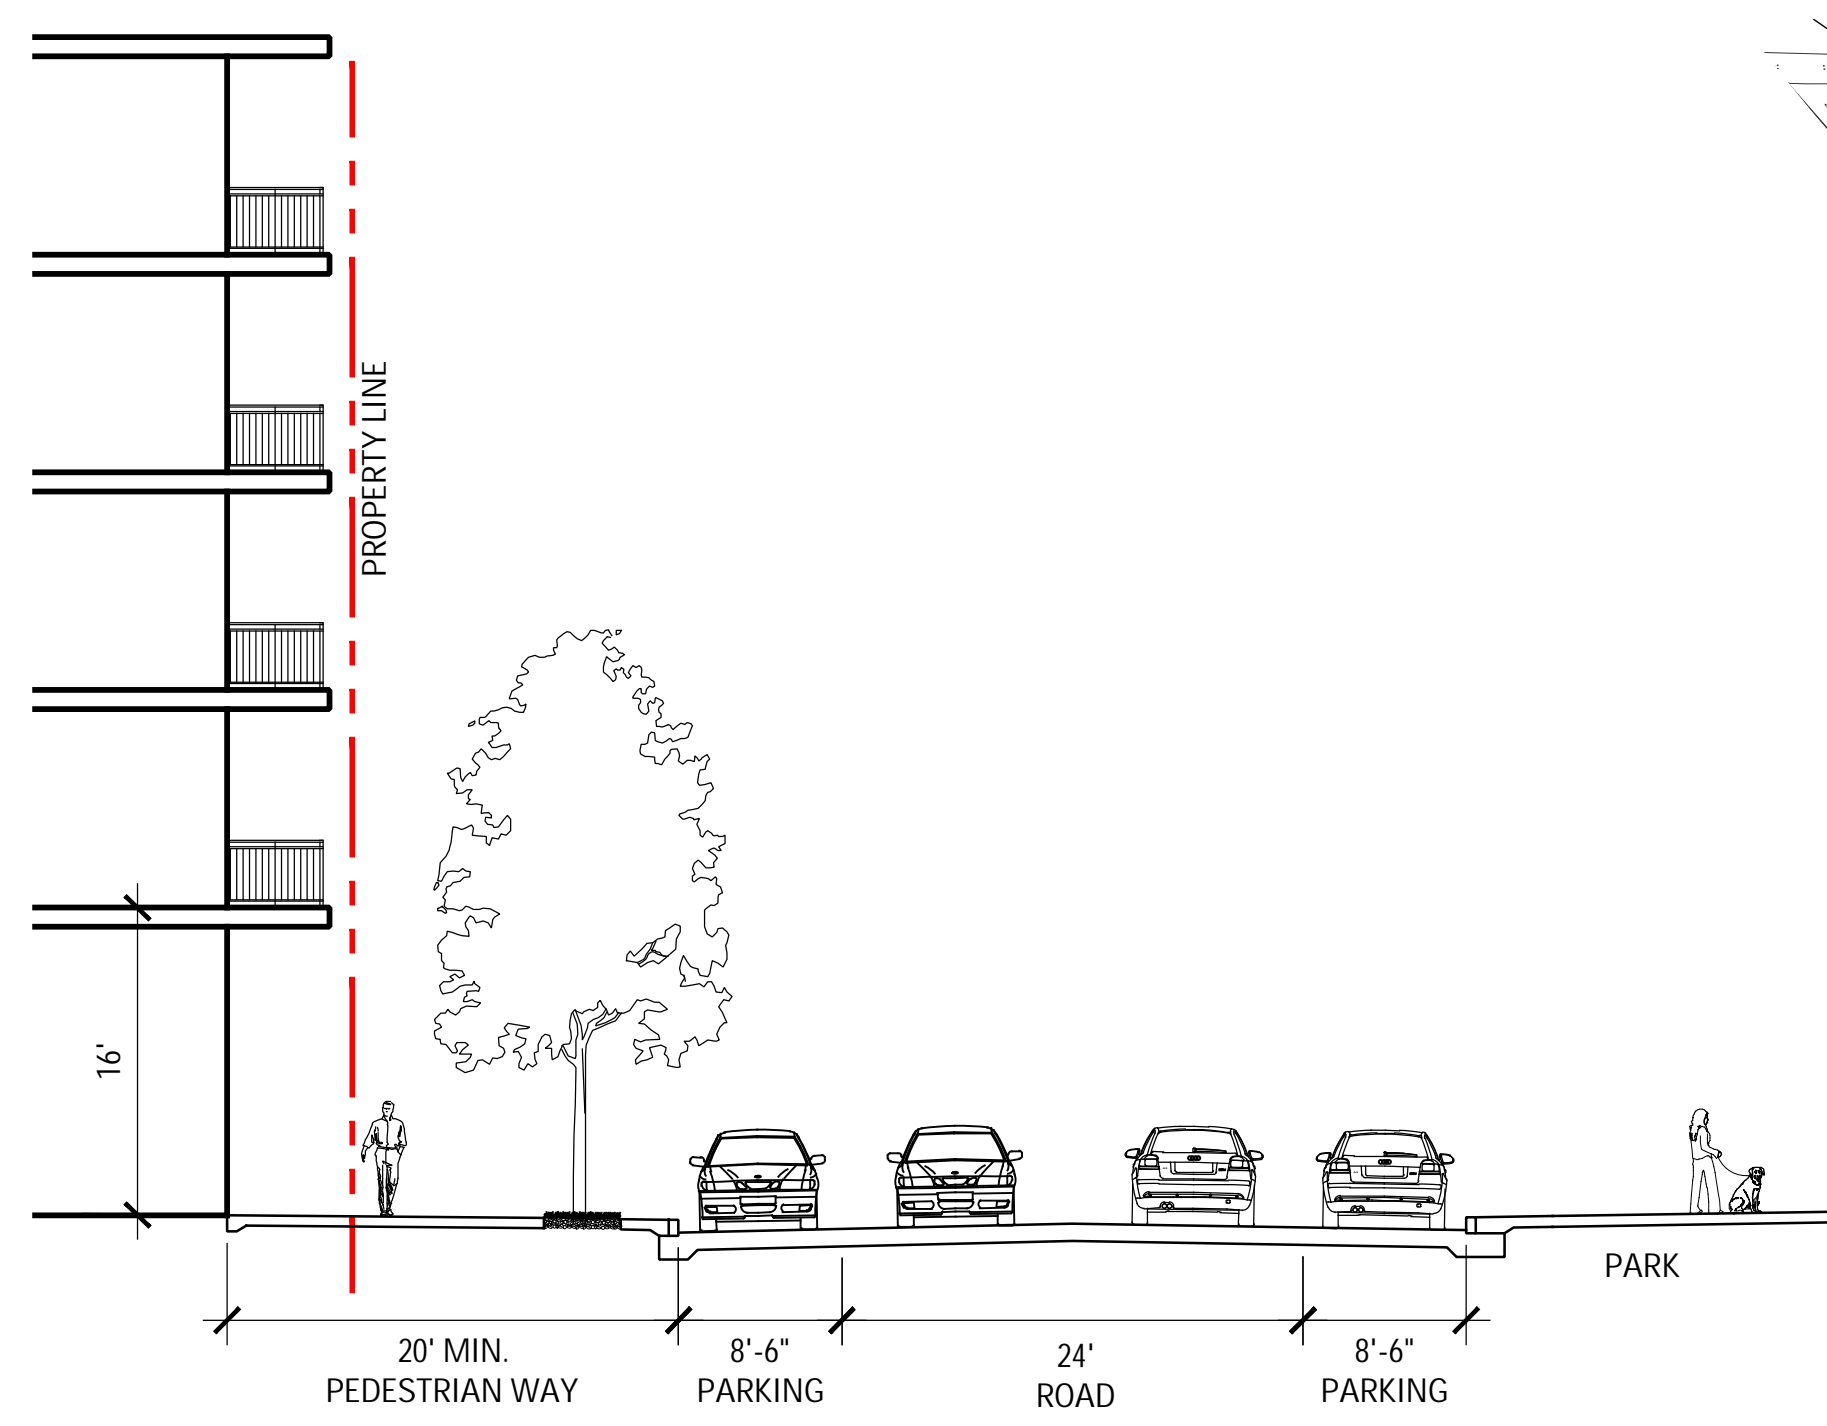 PROPERTY LINE
16'
PARK
20' MIN.
PEDESTRIAN WAY
8'-6"
PARKING
24'
ROAD
8'-6"
PARKING